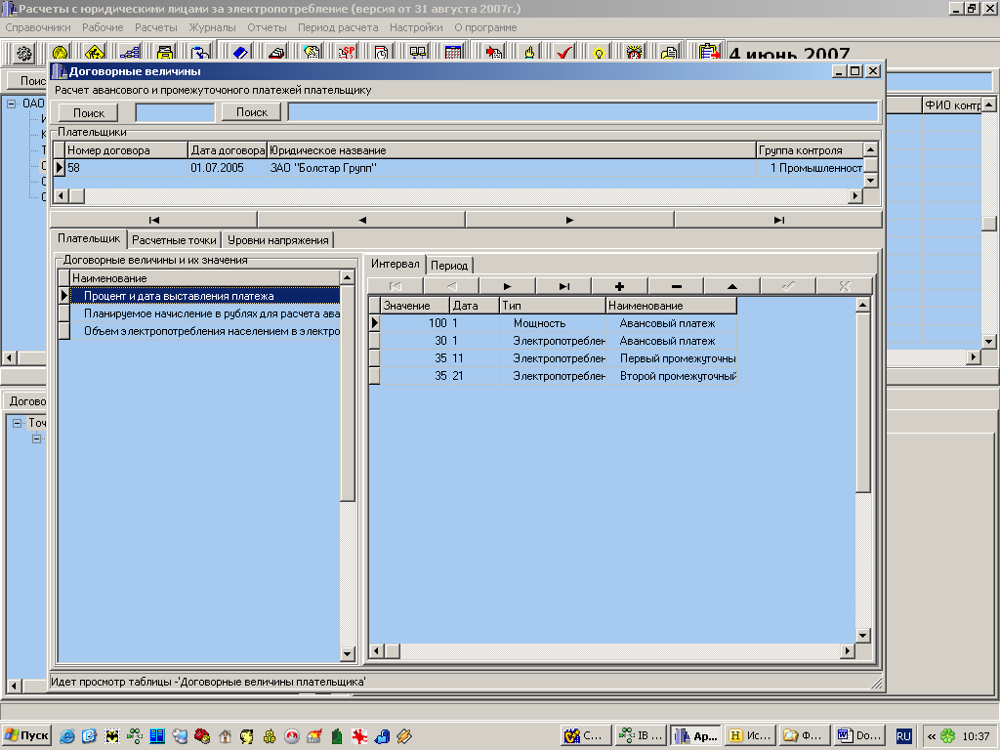 Расчеты с юридическими лицами за электропотребление (версия от 31 августа 2007г.)
Справочники Рабочие Расчеты Журналы Отчеты Период расчета Настройки О программе
4 июнь 2007
Договорные величины
Расчет авансового и промежуточоного платежей плательщику
Поиск Поиск
Плательщики
Номер договора Дата договора Юридическое название Группа контроля
58 01.07.2005 ЗАО "Болстар Групп" 1 Промышленност
Плательщик Расчетные точки Уровни напряжения
Договорные величины и их значения
Наименование
Процент и дата выставления платежа
Планируемое начисление в рублях для расчета ава
Объем электропотребления населением в электро
Интервал Период
Значение Дата Тип Наименование
100 1 Мощность Авансовый платеж
30 1 Электропотреблен Авансовый платеж
35 11 Электропотреблен Первый промежуточны
35 21 Электропотреблен Второй промежуточный
Идет просмотр таблицы -'Договорные величины плательщика'
Поис
ОАО
ФИО контр
Догово
Точ
Пуск С... IB ... Ар... Ис... Ф... Do... RU « 10:37